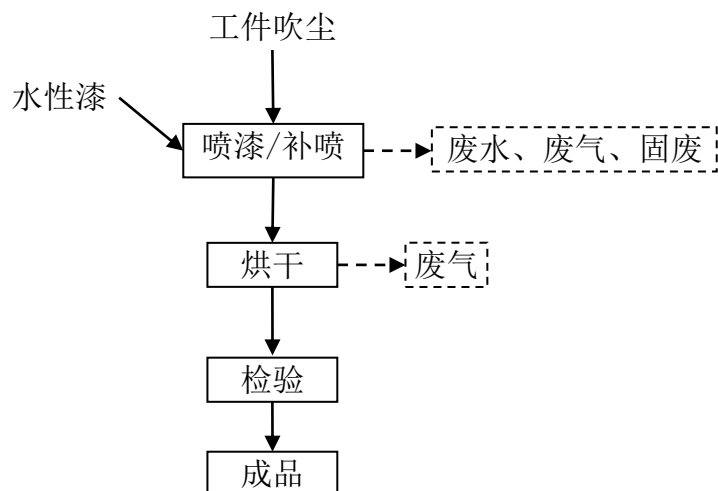 工件吹尘
水性漆
喷漆/补喷
废水、废气、固废
烘干
废气
检验
成品